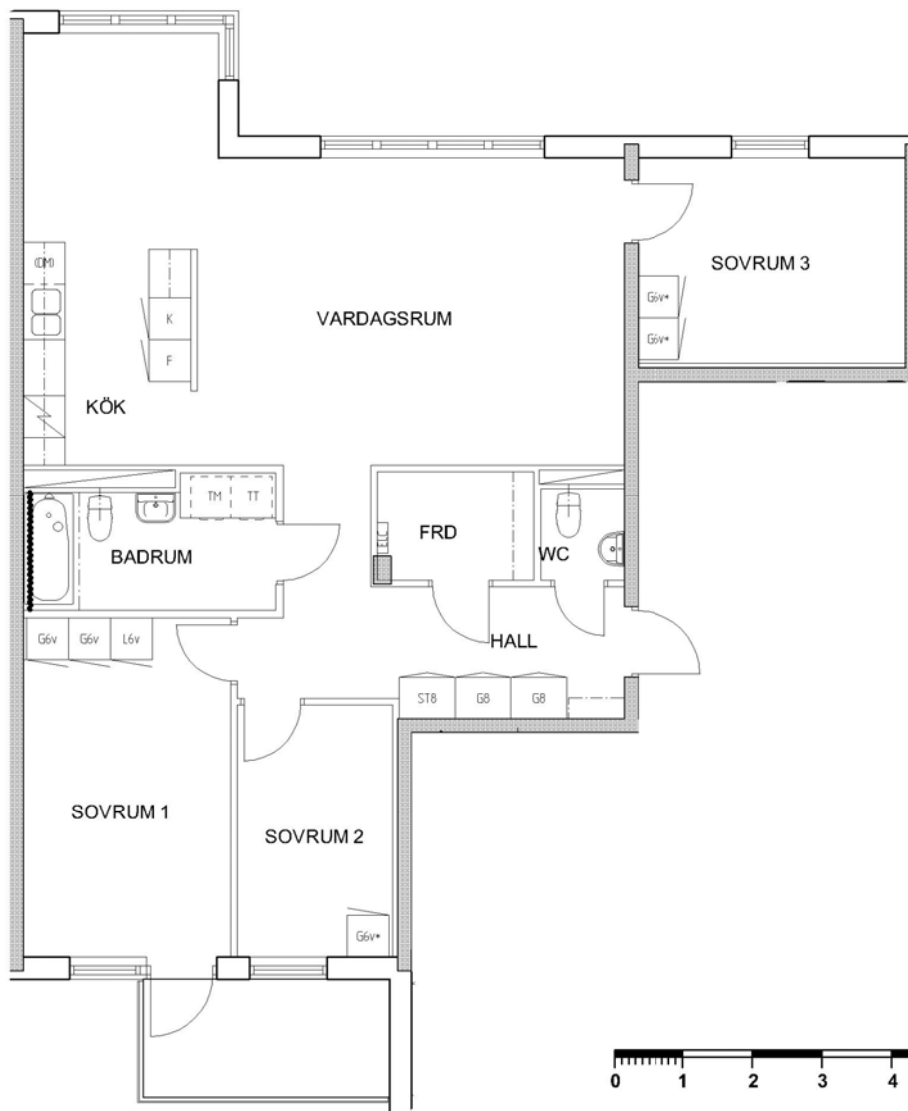 (DM)
SOVRUM 3
K
G6v*
VARDAGSRUM
G6v*
F
KÖK
TM
TT
ELC
FRD
WC
BADRUM
G6v
G6v
L6v
HALL
ST8
G8
G8
SOVRUM 1
SOVRUM 2
G6v*
0 1 2 3 4